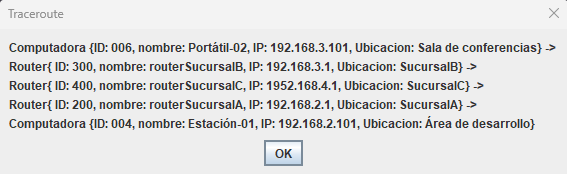 Traceroute
Computadora {ID: 006, nombre: Portátil-02, IP: 192.168.3.101, Ubicacion: Sala de conferencias} ->
Router{ ID: 300, nombre: routerSucursalB, IP: 192.168.3.1, Ubicacion: SucursalB} ->
Router{ ID: 400, nombre: routerSucursalC, IP: 1952.168.4.1, Ubicacion: SucursalC} ->
Router{ ID: 200, nombre: routerSucursalA, IP: 192.168.2.1, Ubicacion: SucursalA} ->
Computadora {ID: 004, nombre: Estación-01, IP: 192.168.2.101, Ubicacion: Área de desarrollo}
OK